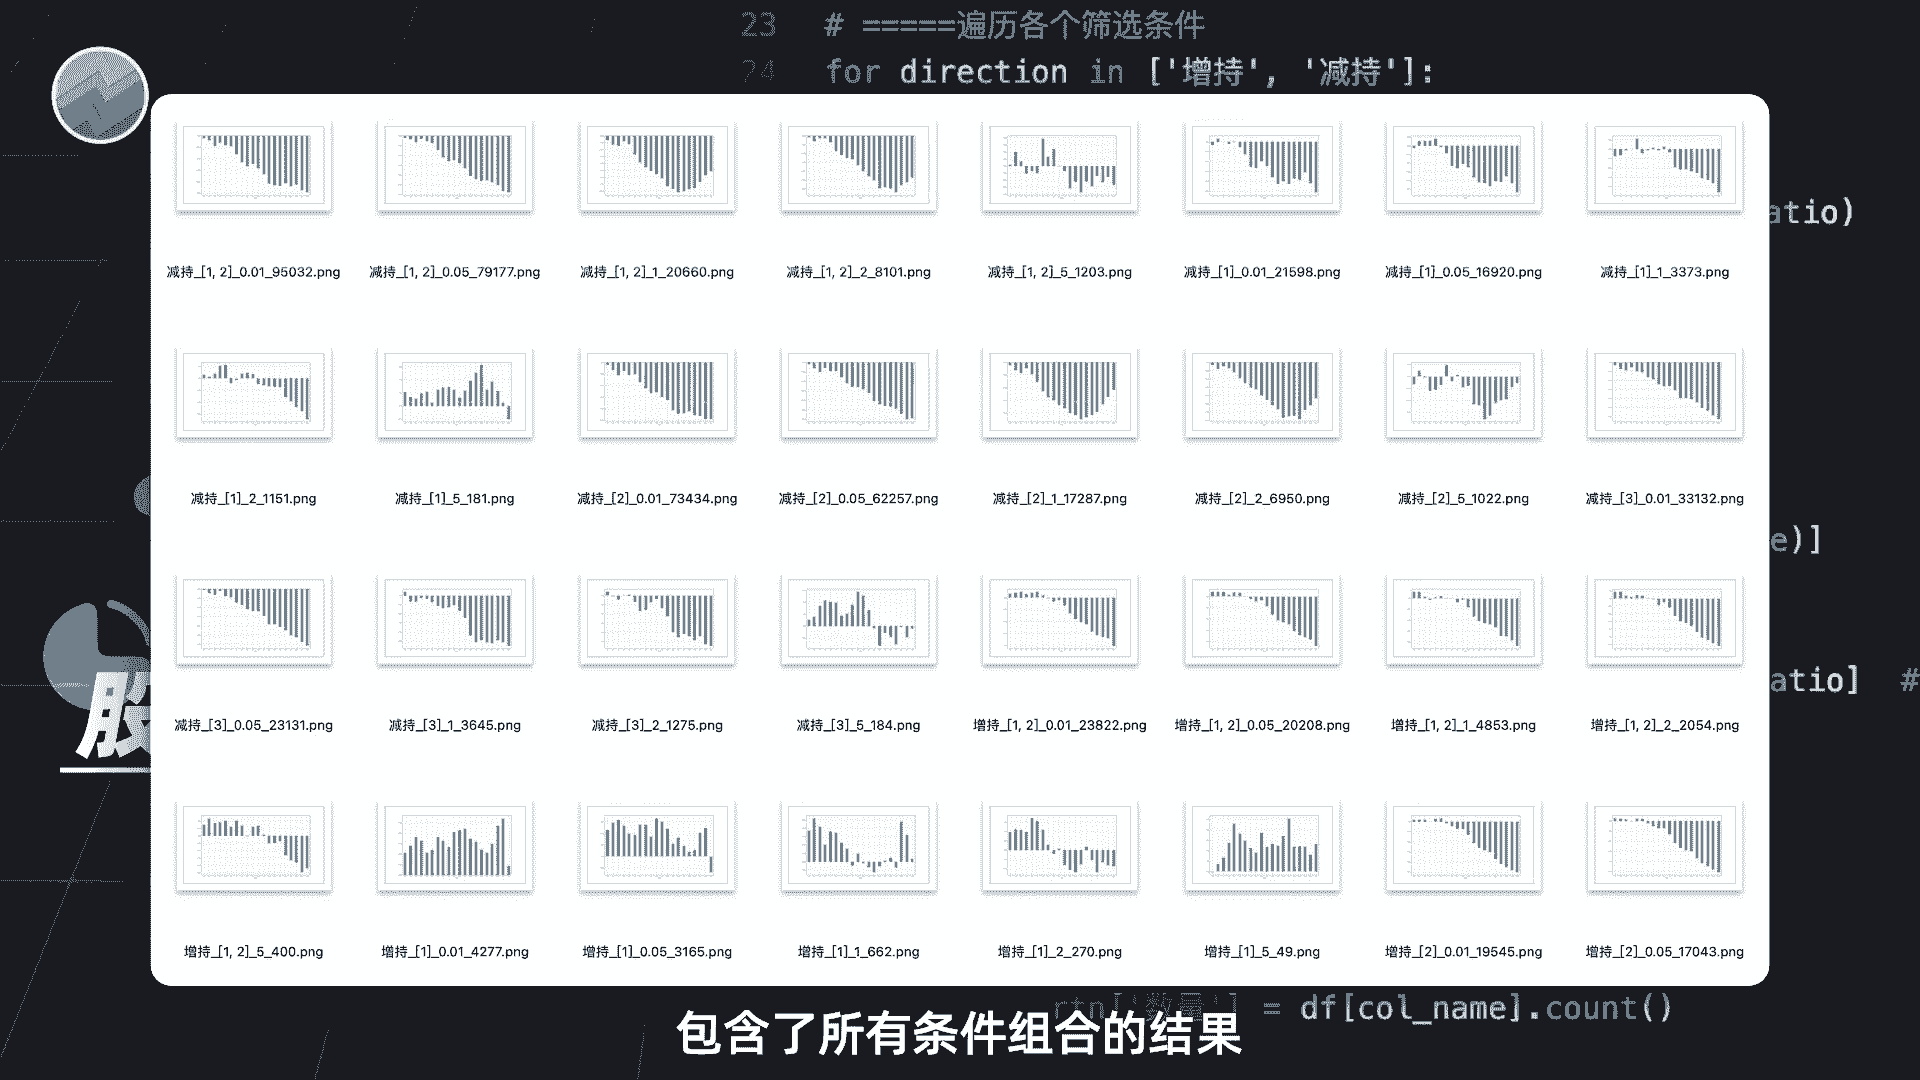 23 # =====遍历各个筛选条件
24 for direction in ['增持', '减持']:
atio)
减持_[1, 2]_0.01_95032.png
减持_[1, 2]_0.05_79177.png
减持_[1, 2]_1_20660.png
减持_[1, 2]_2_8101.png
减持_[1, 2]_5_1203.png
减持_[1]_0.01_21598.png
减持_[1]_0.05_16920.png
减持_[1]_1_3373.png
减持_[1]_2_1151.png
减持_[1]_5_181.png
减持_[2]_0.01_73434.png
减持_[2]_0.05_62257.png
减持_[2]_1_17287.png
减持_[2]_2_6950.png
减持_[2]_5_1022.png
减持_[3]_0.01_33132.png
e)]
atio] #
股
减持_[3]_0.05_23131.png
减持_[3]_1_3645.png
减持_[3]_2_1275.png
减持_[3]_5_184.png
增持_[1, 2]_0.01_23822.png
增持_[1, 2]_0.05_20208.png
增持_[1, 2]_1_4853.png
增持_[1, 2]_2_2054.png
增持_[1, 2]_5_400.png
增持_[1]_0.01_4277.png
增持_[1]_0.05_3165.png
增持_[1]_1_662.png
增持_[1]_2_270.png
增持_[1]_5_49.png
增持_[2]_0.01_19545.png
增持_[2]_0.05_17043.png
rtn['数量'] = df[col_name].count()
包含了所有条件组合的结果